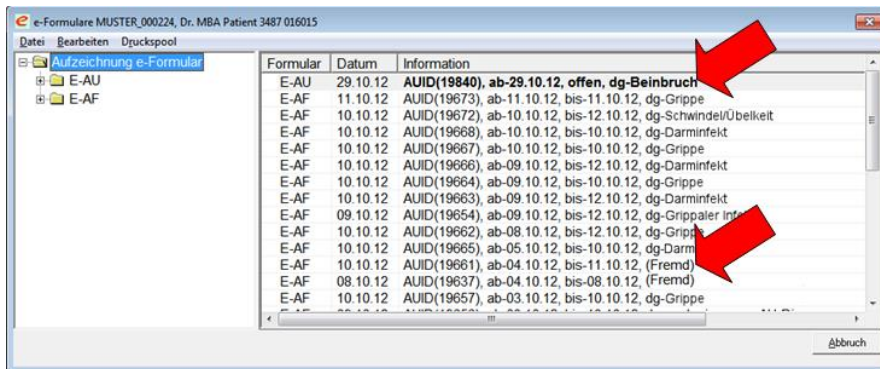 e-Formulare MUSTER_000224, Dr. MBA Patient 3487 016015
Datei Bearbeiten Druckspool
Aufzeichnung e-Formular
E-AU
E-AF
Formular Datum Information
E-AU 29.10.12 AUID(19840), ab-29.10.12, offen, dg-Beinbruch
E-AF 11.10.12 AUID(19673), ab-11.10.12, bis-11.10.12, dg-Grippe
E-AF 10.10.12 AUID(19672), ab-10.10.12, bis-12.10.12, dg-Schwindel/Übelkeit
E-AF 10.10.12 AUID(19668), ab-10.10.12, bis-10.10.12, dg-Darminfekt
E-AF 10.10.12 AUID(19667), ab-10.10.12, bis-10.10.12, dg-Grippe
E-AF 10.10.12 AUID(19666), ab-09.10.12, bis-12.10.12, dg-Darminfekt
E-AF 10.10.12 AUID(19664), ab-09.10.12, bis-10.10.12, dg-Grippe
E-AF 10.10.12 AUID(19663), ab-09.10.12, bis-12.10.12, dg-Darminfekt
E-AF 09.10.12 AUID(19654), ab-09.10.12, bis-12.10.12, dg-Grippaler
E-AF 10.10.12 AUID(19662), ab-08.10.12, bis-12.10.12, dg-Grippe
E-AF 10.10.12 AUID(19665), ab-05.10.12, bis-10.10.12, dg-Darm
E-AF 10.10.12 AUID(19661), ab-04.10.12, bis-11.10.12, (Fremd)
E-AF 08.10.12 AUID(19637), ab-04.10.12, bis-08.10.12, (Fremd)
E-AF 10.10.12 AUID(19657), ab-03.10.12, bis-10.10.12, dg-Grippe
Abbruch